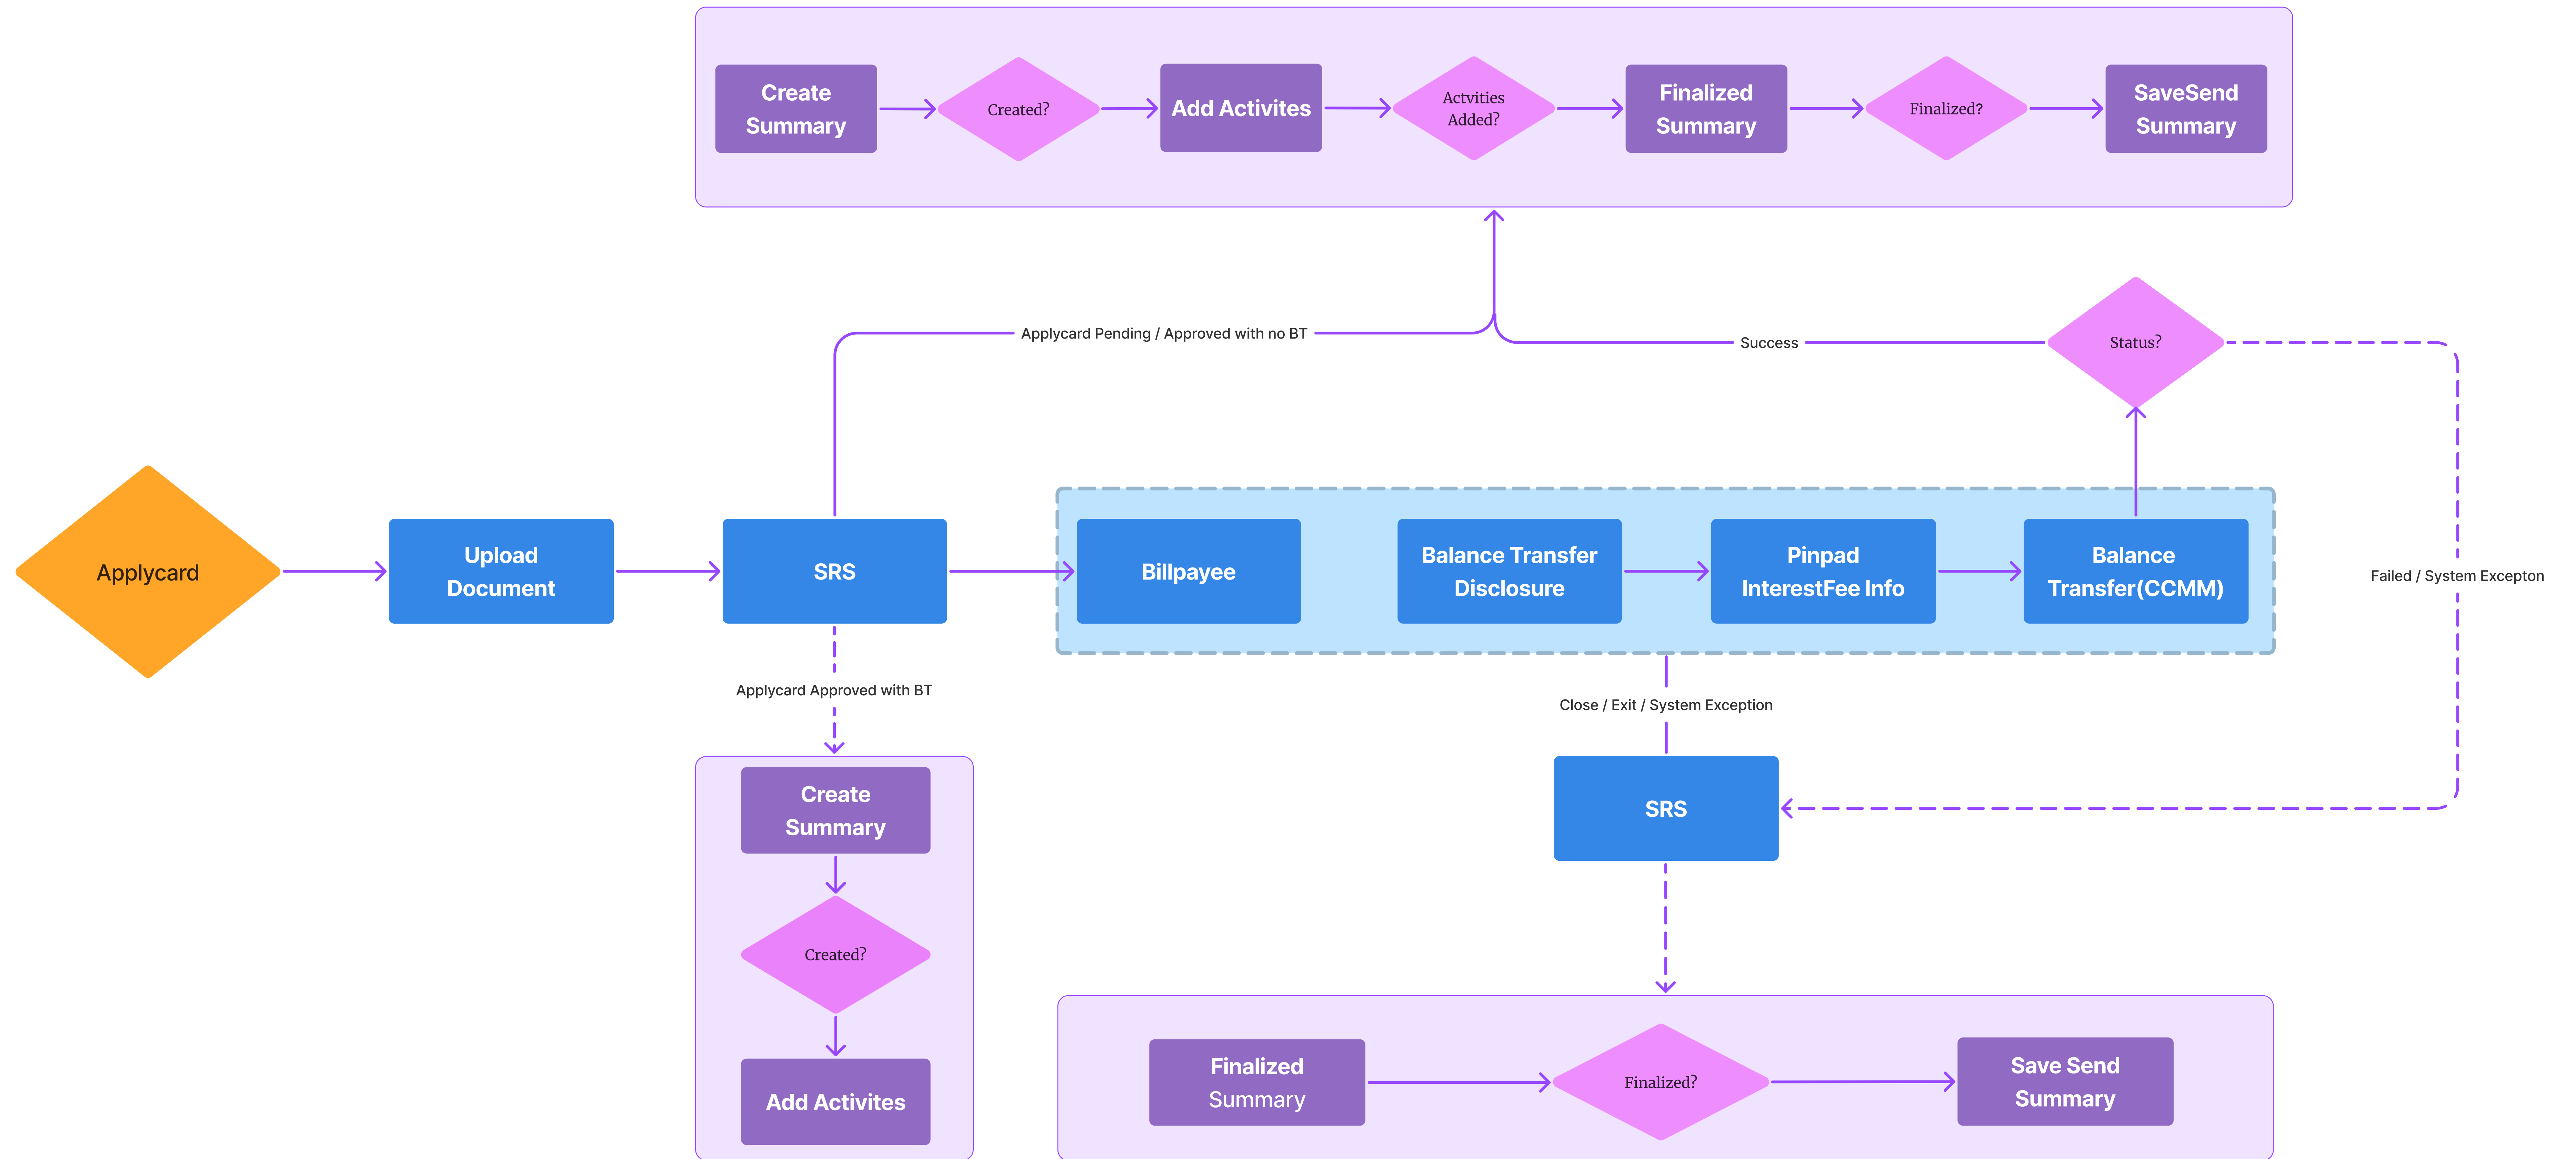 Create
Summary
Created?
Add Activites
Actvities
Added?
Finalized
Summary
Finalized?
SaveSend
Summary
Applycard Pending / Approved with no BT
Success
Status?
Applycard
Upload
Document
SRS
Billpayee
Balance Transfer
Disclosure
Pinpad
InterestFee Info
Balance
Transfer(CCMM)
Failed / System Excepton
Applycard Approved with BT
Close / Exit / System Exception
Create
Summary
Created?
Add Activites
SRS
Finalized
Summary
Finalized?
Save Send
Summary